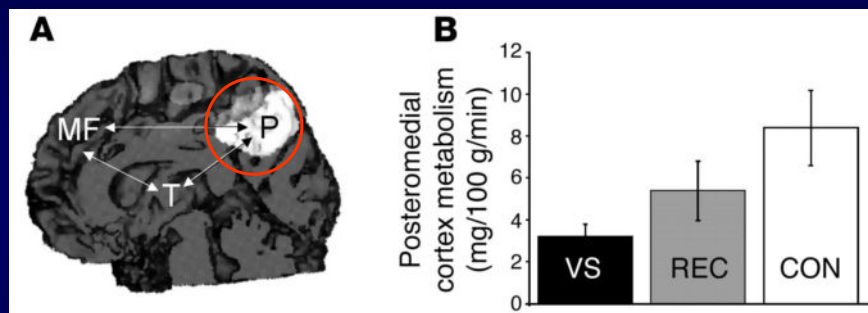 A
MF
P
T
B
Posteromedial
cortex metabolism
(mg/100 g/min)
12
10
8
6
4
2
0
VS
REC
CON